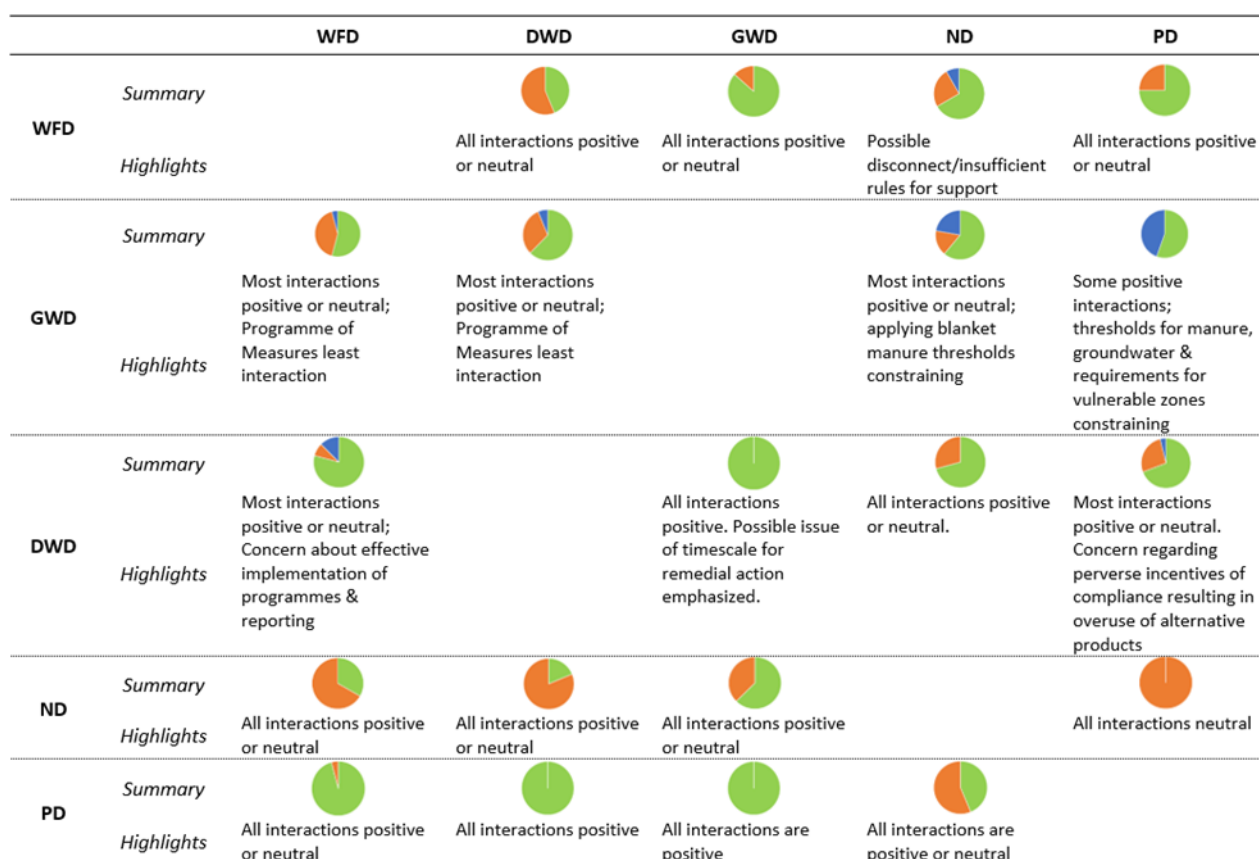 WFD DWD GWD ND PD
Summary
WFD
Highlights
All interactions positive
or neutral
All interactions positive
or neutral
Possible
disconnect/insufficient
rules for support
All interactions positive
or neutral
Summary
GWD
Highlights
Most interactions
positive or neutral;
Programme of
Measures least
interaction
Most interactions
positive or neutral;
Programme of
Measures least
interaction
Most interactions
positive or neutral;
applying blanket
manure thresholds
constraining
Some positive
interactions;
thresholds for manure,
groundwater &
requirements for
vulnerable zones
constraining
Summary
DWD
Highlights
Most interactions
positive or neutral;
Concern about effective
implementation of
programmes &
reporting
All interactions
positive. Possible issue
of timescale for
remedial action
emphasized.
All interactions positive
or neutral.
Most interactions
positive or neutral.
Concern regarding
perverse incentives of
compliance resulting in
overuse of alternative
products
Summary
ND
Highlights
All interactions positive
or neutral
All interactions positive
or neutral
All interactions positive
or neutral
All interactions neutral
Summary
PD
Highlights
All interactions positive
or neutral
All interactions positive
All interactions are
positive
All interactions are
positive or neutral